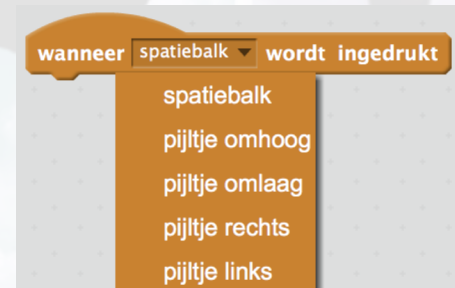 wanneer spatiebalk wordt ingedrukt
spatiebalk
pijltje omhoog
pijltje omlaag
pijltje rechts
pijltje links